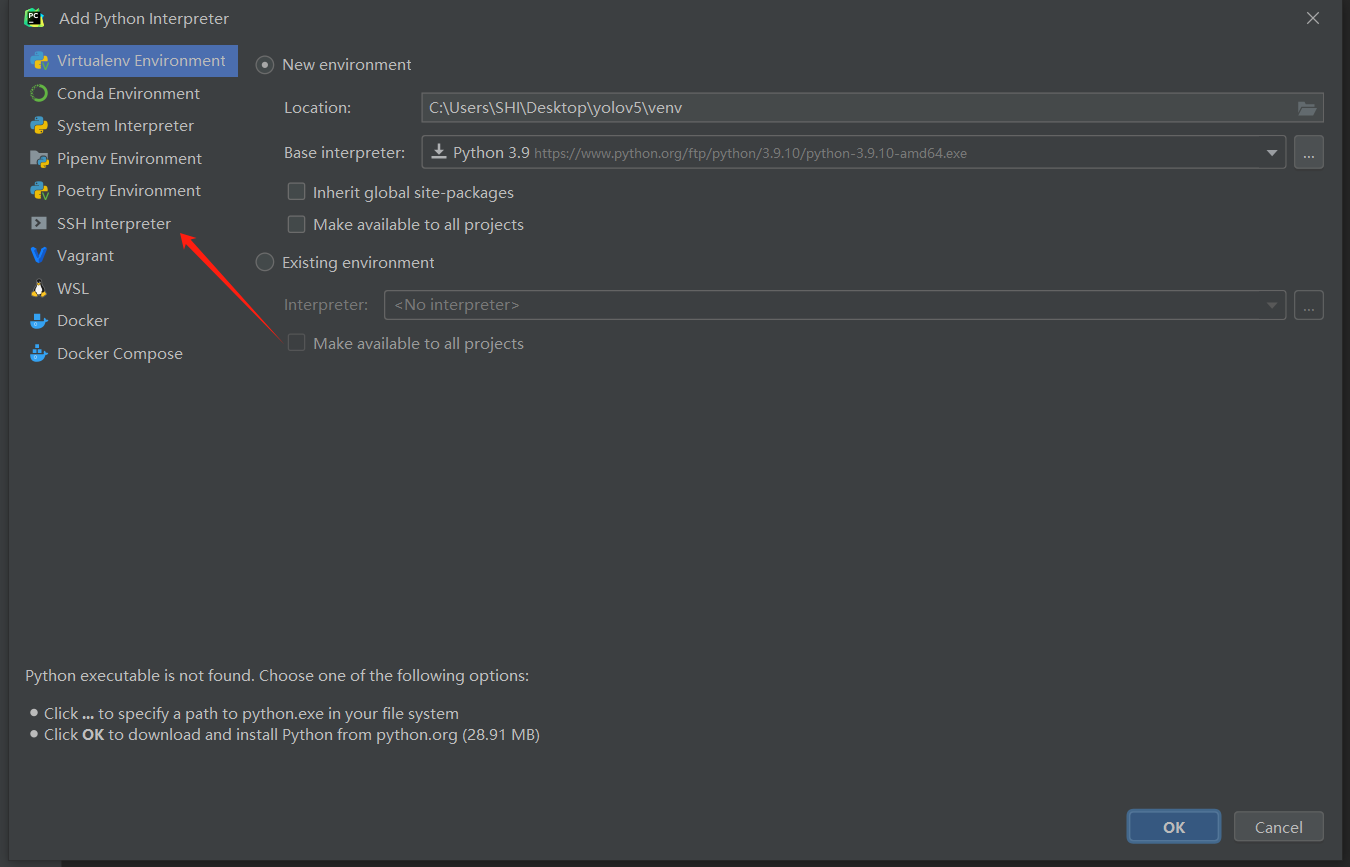 Add Python Interpreter
Virtualenv Environment
Conda Environment
System Interpreter
Pipenv Environment
Poetry Environment
SSH Interpreter
Vagrant
WSL
Docker
Docker Compose
New environment
Location: C:\Users\SHI\Desktop\yolov5\venv
Base interpreter: Python 3.9 https://www.python.org/ftp/python/3.9.10/python-3.9.10-amd64.exe ...
Inherit global site-packages
Make available to all projects
Existing environment
Interpreter: <No interpreter> ...
Make available to all projects
Python executable is not found. Choose one of the following options:
• Click ... to specify a path to python.exe in your file system
• Click OK to download and install Python from python.org (28.91 MB)
OK Cancel